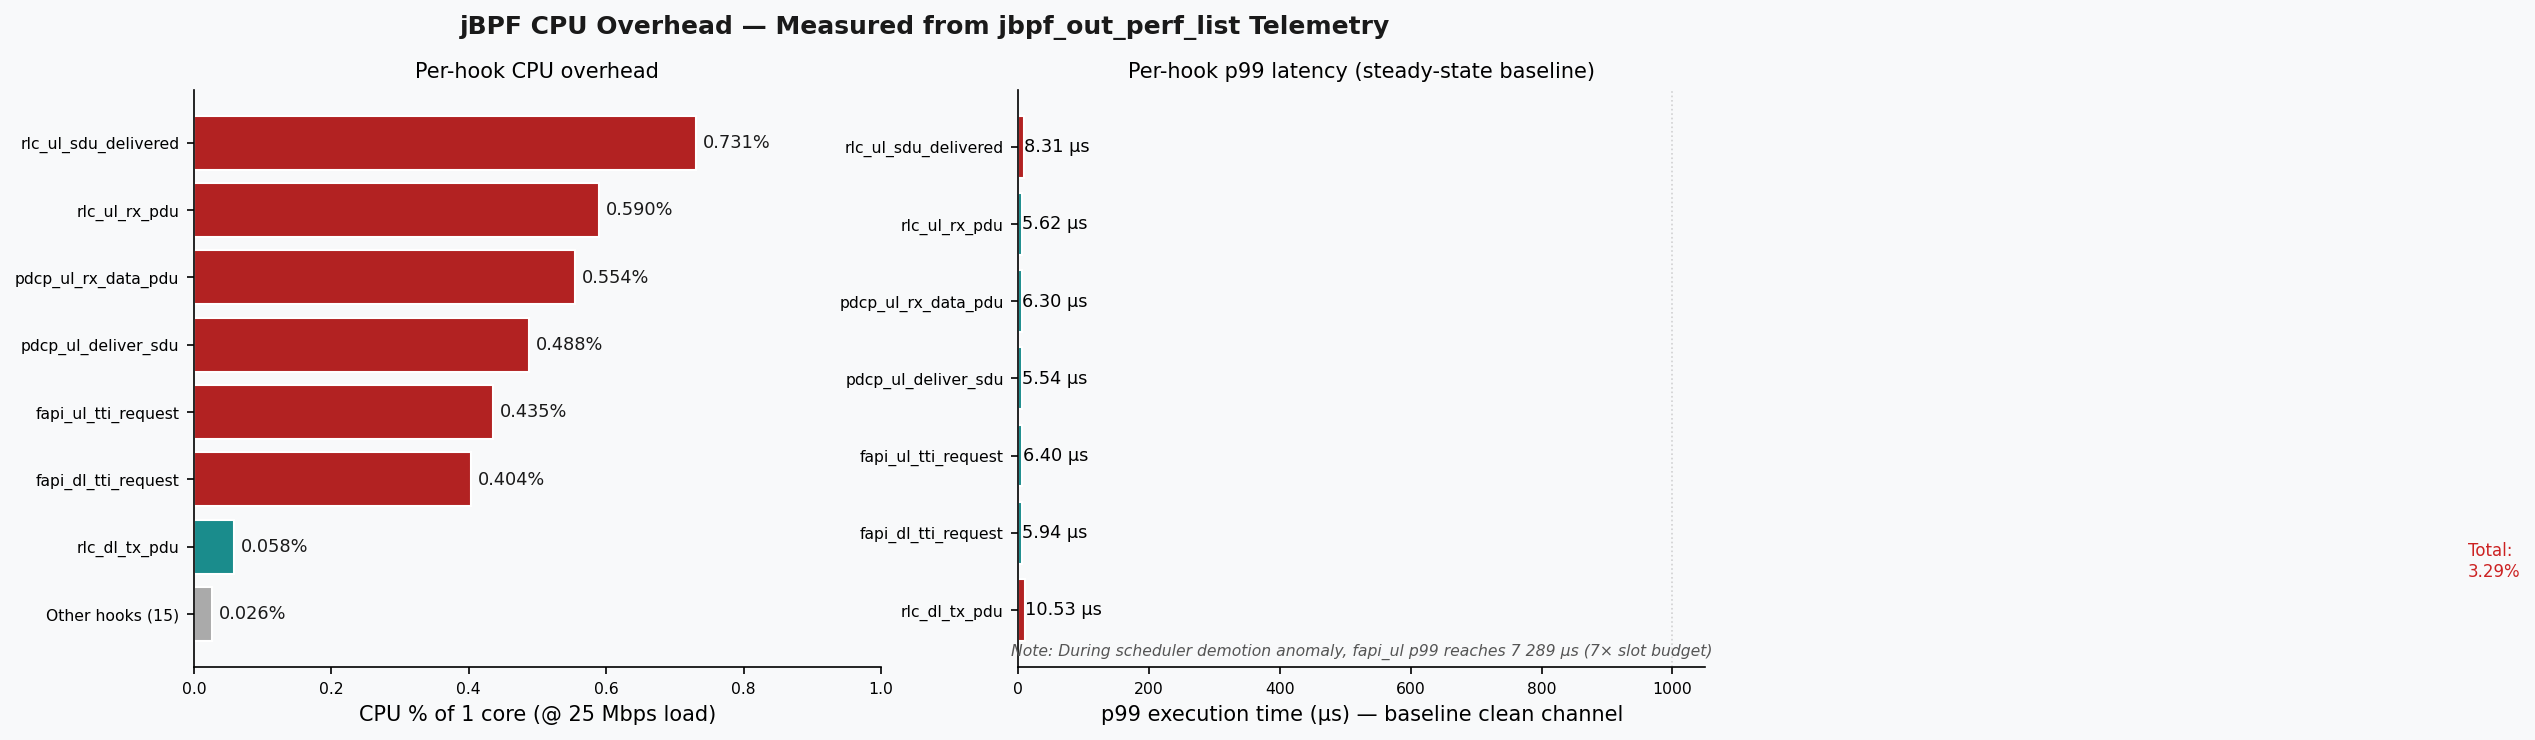 jBPF CPU Overhead — Measured from jbpf_out_perf_list Telemetry
Per-hook CPU overhead
rlc_ul_sdu_delivered
0.731%
rlc_ul_rx_pdu
0.590%
pdcp_ul_rx_data_pdu
0.554%
pdcp_ul_deliver_sdu
0.488%
fapi_ul_tti_request
0.435%
fapi_dl_tti_request
0.404%
rlc_dl_tx_pdu
0.058%
Other hooks (15)
0.026%
0.0 0.2 0.4 0.6 0.8 1.0
CPU % of 1 core (@ 25 Mbps load)
Per-hook p99 latency (steady-state baseline)
rlc_ul_sdu_delivered
8.31 µs
rlc_ul_rx_pdu
5.62 µs
pdcp_ul_rx_data_pdu
6.30 µs
pdcp_ul_deliver_sdu
5.54 µs
fapi_ul_tti_request
6.40 µs
fapi_dl_tti_request
5.94 µs
rlc_dl_tx_pdu
10.53 µs
Note: During scheduler demotion anomaly, fapi_ul p99 reaches 7 289 µs (7× slot budget)
0 200 400 600 800 1000
p99 execution time (µs) — baseline clean channel
Total:
3.29%